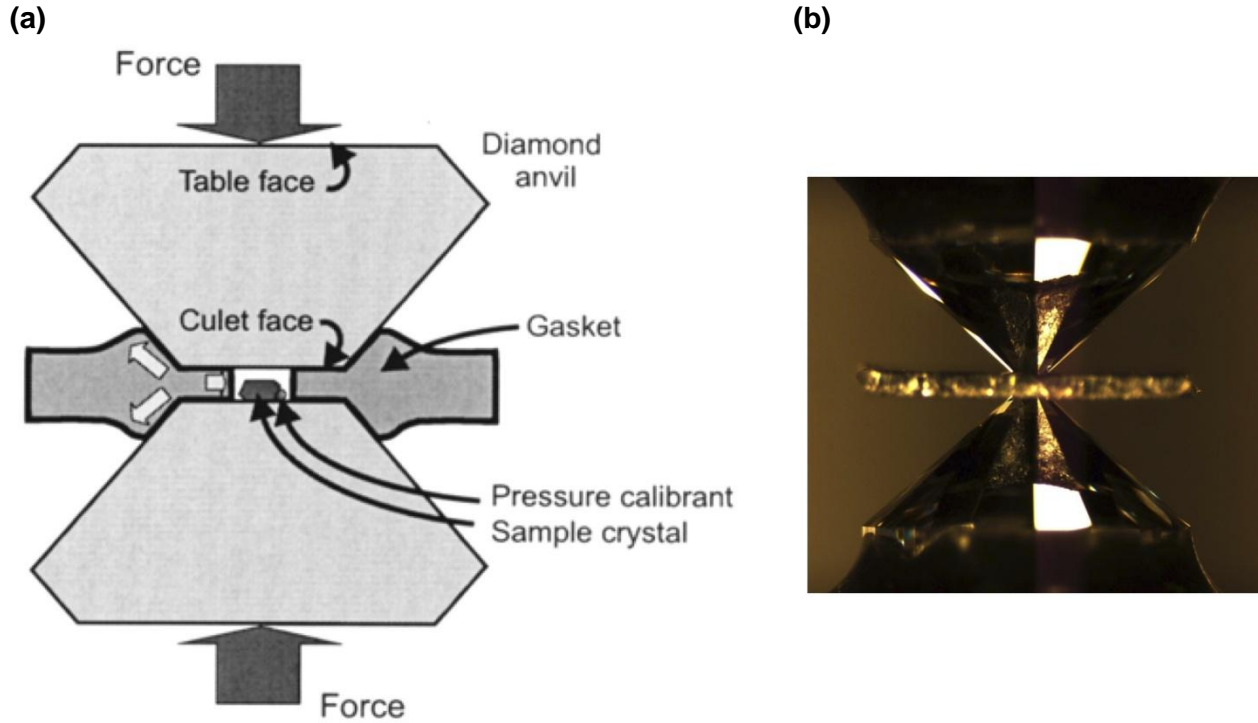 (a)
(b)
Force
Diamond
anvil
Table face
Culet face
Gasket
Pressure calibrant
Sample crystal
Force